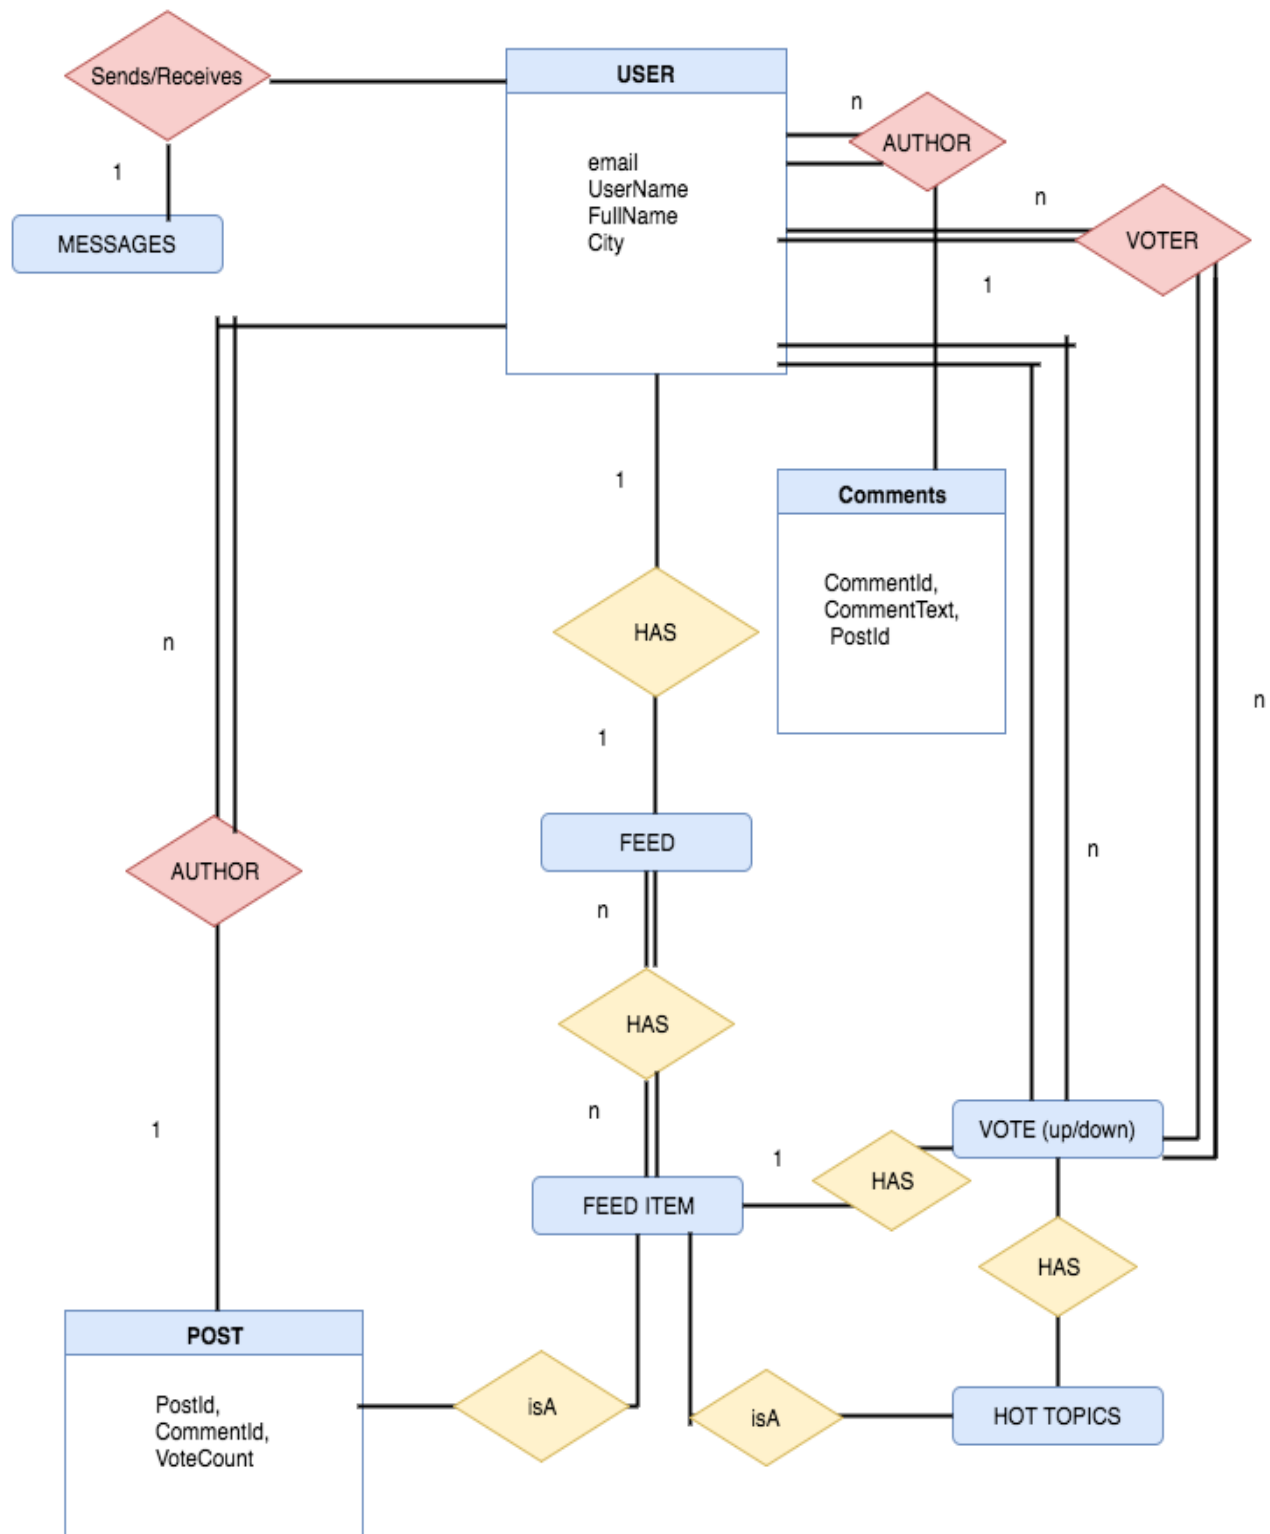 Sends/Receives
USER
n
AUTHOR
email
UserName
FullName
City
1
MESSAGES
n
VOTER
1
1
Comments
CommentId,
CommentText,
PostId
HAS
n
n
1
FEED
n
AUTHOR
n
HAS
n
1
1
VOTE (up/down)
HAS
FEED ITEM
HAS
POST
PostId,
CommentId,
VoteCount
isA
isA
HOT TOPICS